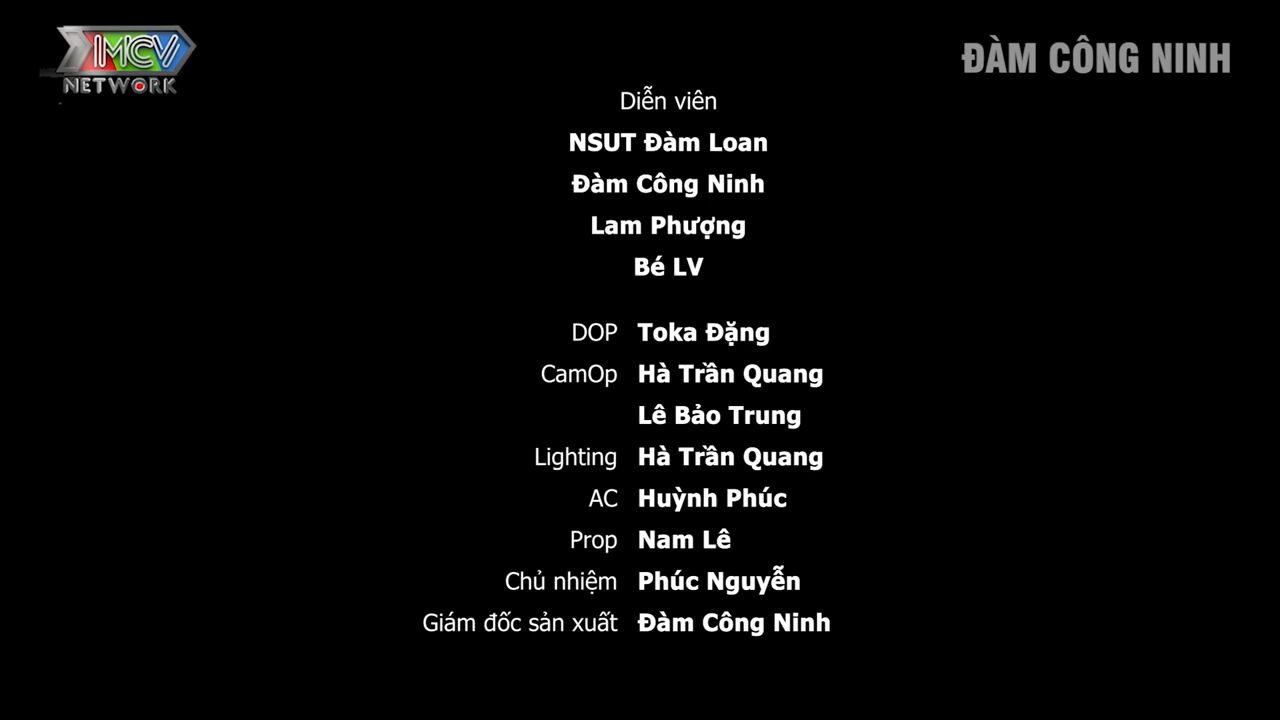 MCV
NETWORK
ĐÀM CÔNG NINH
Diễn viên
NSUT Đàm Loan
Đàm Công Ninh
Lam Phượng
Bé LV
DOP Toka Đặng
CamOp Hà Trần Quang
Lê Bảo Trung
Lighting Hà Trần Quang
AC Huỳnh Phúc
Prop Nam Lê
Chủ nhiệm Phúc Nguyễn
Giám đốc sản xuất Đàm Công Ninh